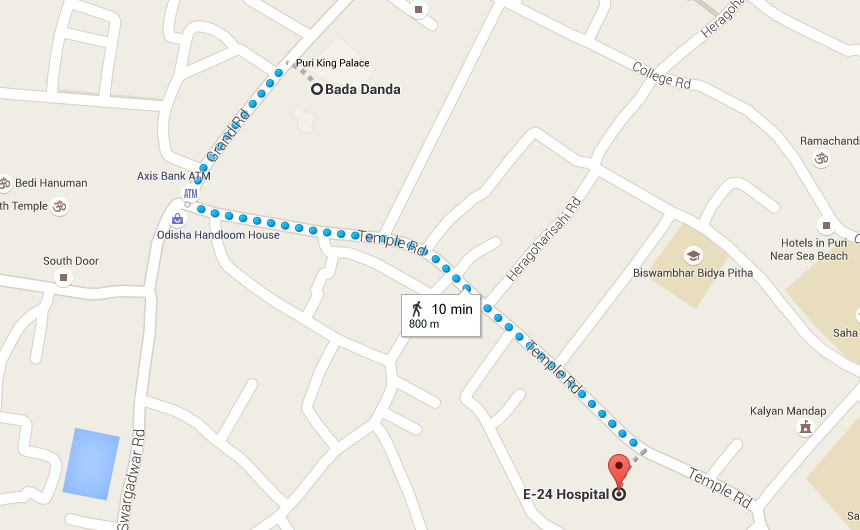 Heragoha
Puri King Palace
College Rd
Bada Danda
Grand Rd
Ramachandi
Axis Bank ATM
Bedi Hanuman
ATM
th Temple
Heragoharisahi Rd
Odisha Handloom House
Temple Rd
Hotels in Puri
Near Sea Beach
South Door
Biswambhar Bidya Pitha
10 min
800 m
Saha
Temple Rd
Kalyan Mandap
Swargadwar Rd
E-24 Hospital
Temple Rd
Sa